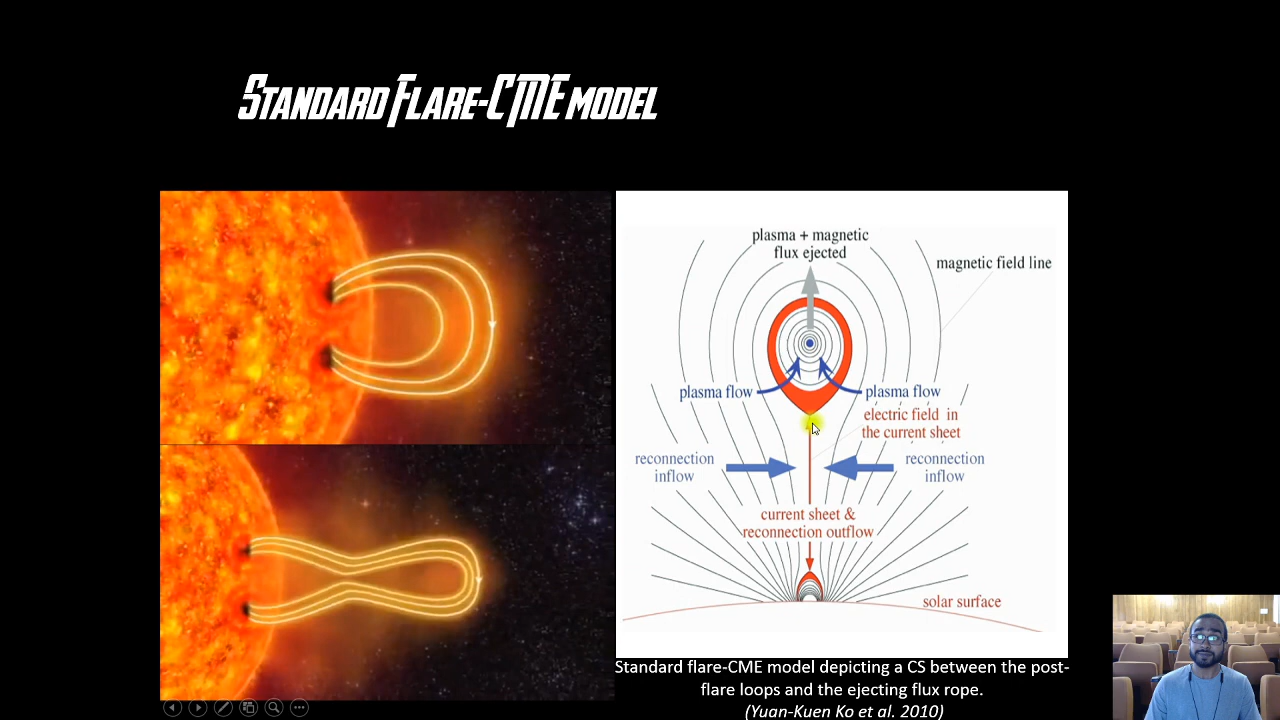 Standard Flare-CME model
plasma + magnetic
flux ejected
magnetic field line
plasma flow
plasma flow
electric field in
the current sheet
reconnection
inflow
reconnection
inflow
current sheet &
reconnection outflow
solar surface
Standard flare-CME model depicting a CS between the post-
flare loops and the ejecting flux rope.
(Yuan-Kuen Ko et al. 2010)